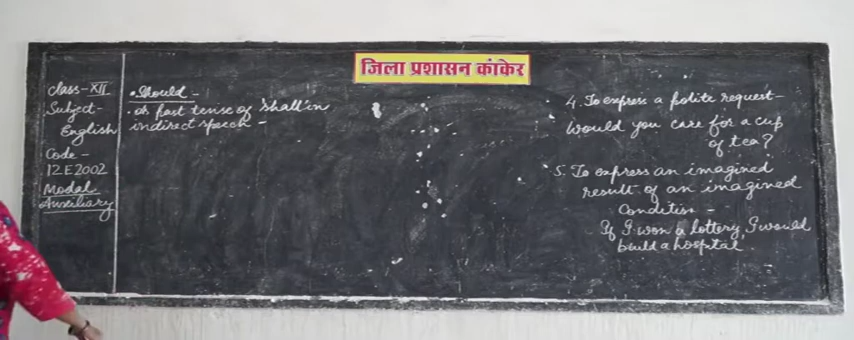 जिला प्रशासन कांकेर
Class-XII
Subject-
English
Code-
12E2002
Modal
Auxiliary
• Should -
• As past tense of 'shall' in
indirect speech -
4. To express a polite request-
Would you care for a cup
of tea?
5. To express an imagined
result of an imagined
Condition -
If I won a lottery, I would
build a hospital